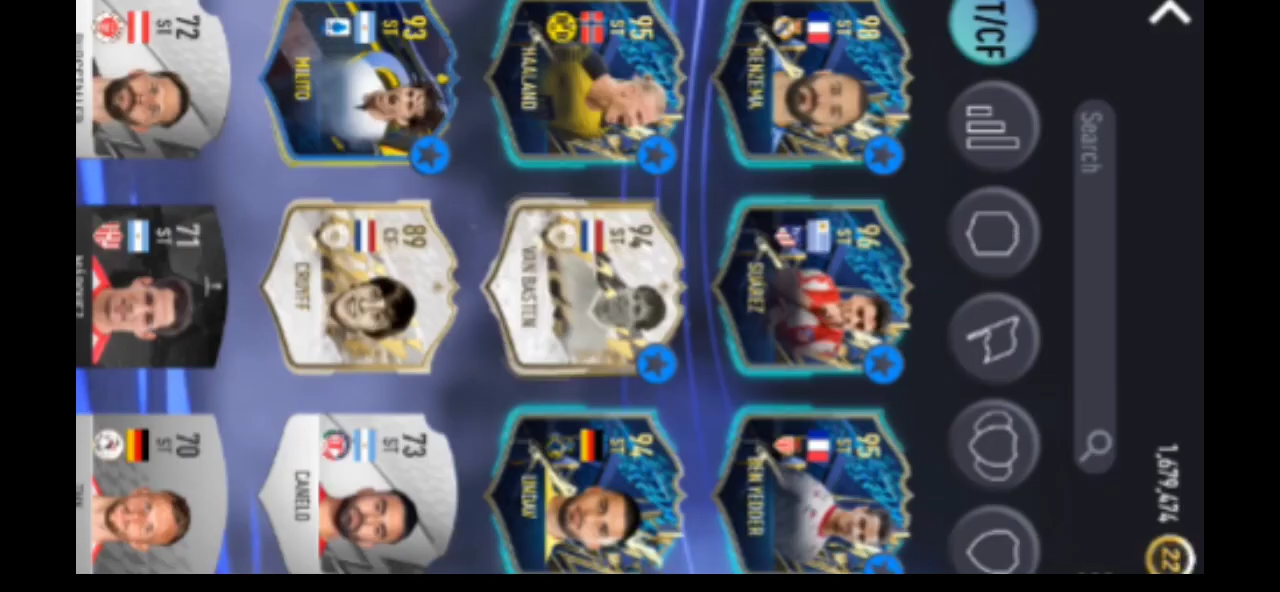 1,679,474
22
Search
ST/CF
98
ST
BENZEMA
96
ST
SUÁREZ
95
ST
BEN YEDDER
95
ST
HAALAND
94
ST
VAN BASTEN
94
ST
UNDAV
93
ST
MILITO
89
CF
CRUYFF
73
ST
CANELO
72
ST
71
ST
70
ST